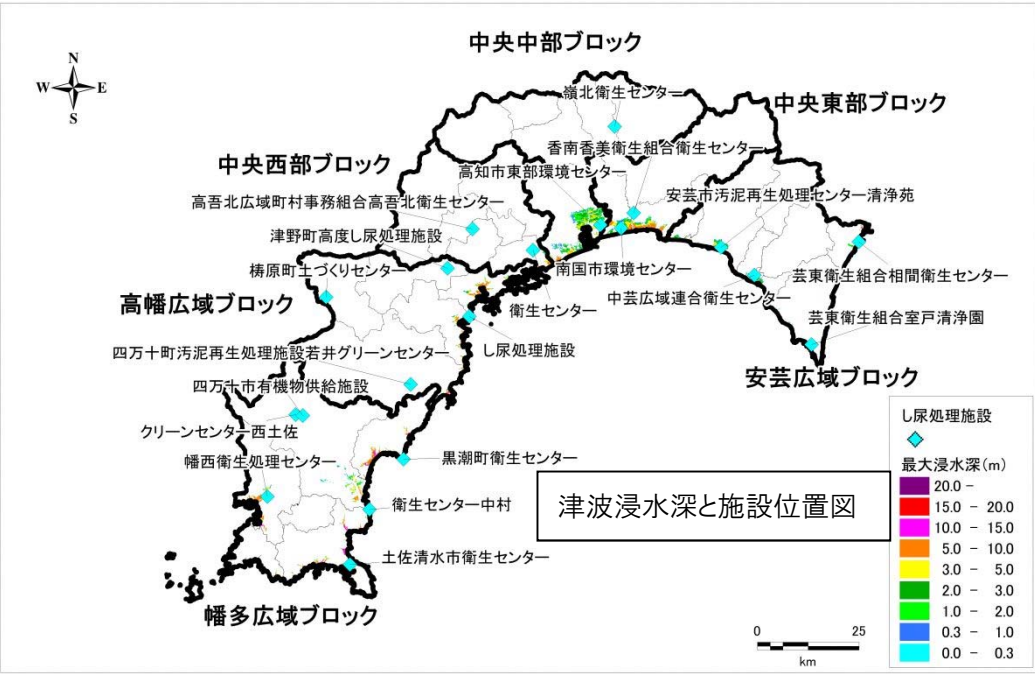 中央中部ブロック
N
W
E
S
嶺北衛生センター
中央東部ブロック
香南香美衛生組合衛生センター
中央西部ブロック
高知市東部環境センター
安芸市汚泥再生処理センター清浄苑
高吾北広域町村事務組合高吾北衛生センター
津野町高度し尿処理施設
梼原町土づくりセンター
南国市環境センター
芸東衛生組合相間衛生センター
中芸広域連合衛生センター
高幡広域ブロック
衛生センター
芸東衛生組合室戸清浄園
し尿処理施設
四万十町汚泥再生処理施設若井グリーンセンター
安芸広域ブロック
四万十市有機物供給施設
クリーンセンター西土佐
黒潮町衛生センター
幡西衛生処理センター
衛生センター中村
津波浸水深と施設位置図
土佐清水市衛生センター
幡多広域ブロック
し尿処理施設
最大浸水深(m)
20.0 -
15.0 - 20.0
10.0 - 15.0
5.0 - 10.0
3.0 - 5.0
2.0 - 3.0
1.0 - 2.0
0.3 - 1.0
0.0 - 0.3
0 25
km